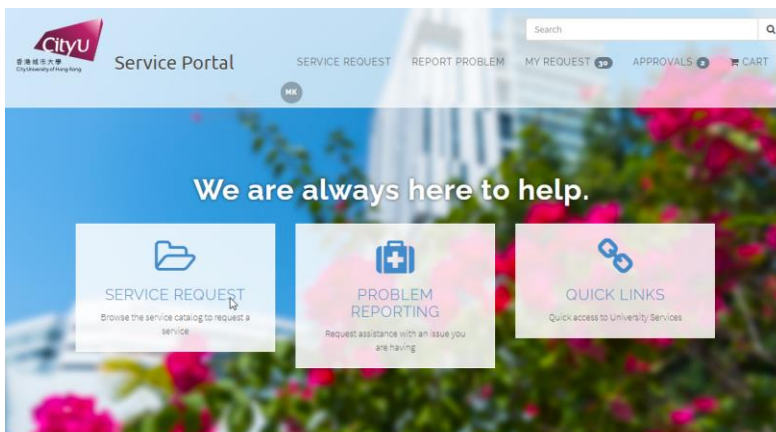 Search
CityU
香港城市大學
City University of Hong Kong
Service Portal
SERVICE REQUEST
REPORT PROBLEM
MY REQUEST 30
APPROVALS 2
CART
MK
We are always here to help.
SERVICE REQUEST
Browse the service catalog to request a
service
PROBLEM
REPORTING
Request assistance with an issue you
are having
QUICK LINKS
Quick access to University Services